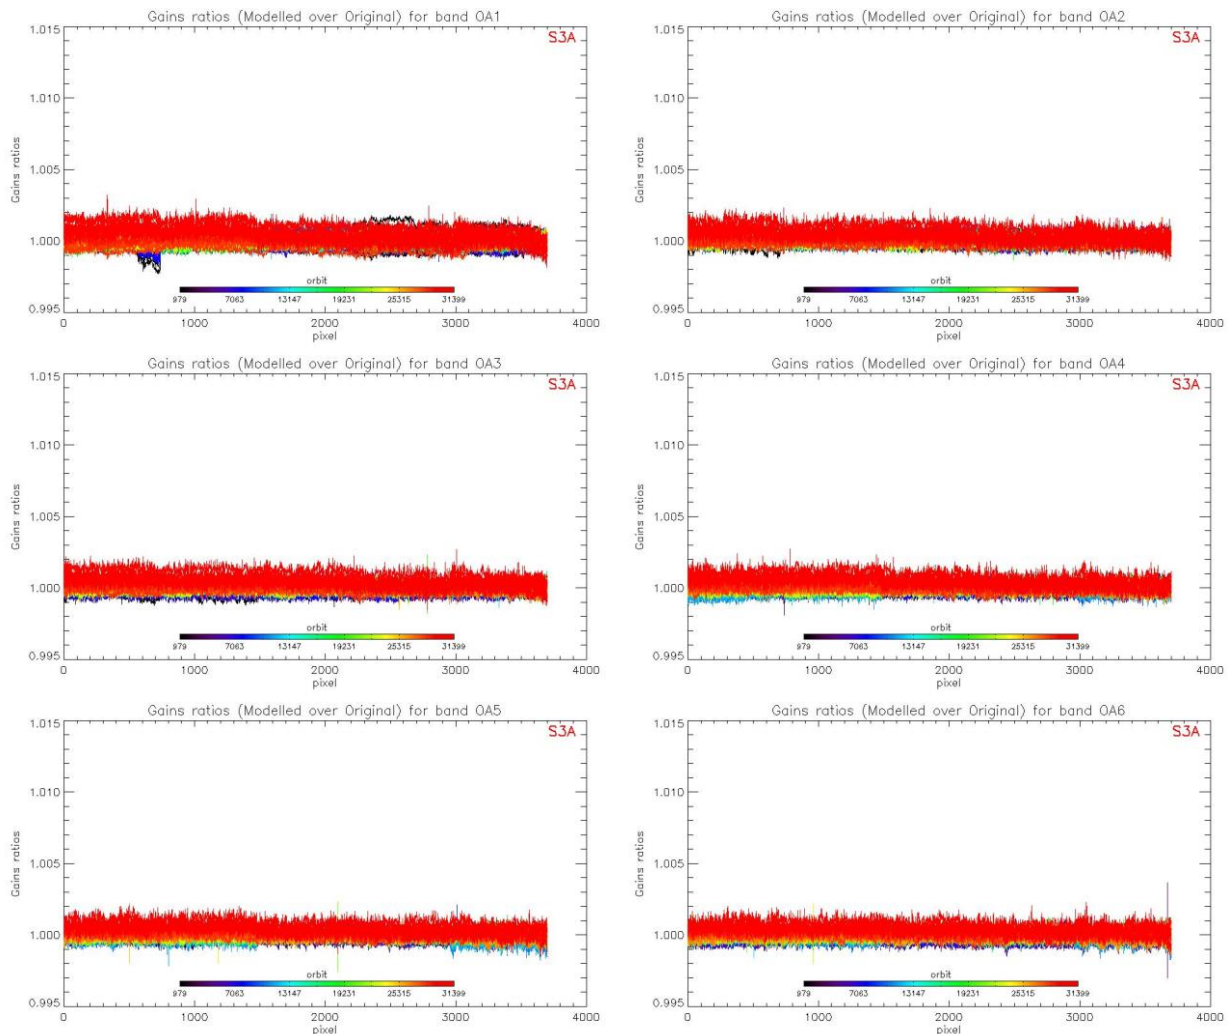 Gains ratios (Modelled over Original) for band OA1
S3A
1.015
1.010
1.005
1.000
0.995
Gains ratios
orbit
979 7063 13147 19231 25315 31399
0 1000 2000 3000 4000
pixel
Gains ratios (Modelled over Original) for band OA2
S3A
1.015
1.010
1.005
1.000
0.995
Gains ratios
orbit
979 7063 13147 19231 25315 31399
0 1000 2000 3000 4000
pixel
Gains ratios (Modelled over Original) for band OA3
S3A
1.015
1.010
1.005
1.000
0.995
Gains ratios
orbit
979 7063 13147 19231 25315 31399
0 1000 2000 3000 4000
pixel
Gains ratios (Modelled over Original) for band OA4
S3A
1.015
1.010
1.005
1.000
0.995
Gains ratios
orbit
979 7063 13147 19231 25315 31399
0 1000 2000 3000 4000
pixel
Gains ratios (Modelled over Original) for band OA5
S3A
1.015
1.010
1.005
1.000
0.995
Gains ratios
orbit
979 7063 13147 19231 25315 31399
0 1000 2000 3000 4000
pixel
Gains ratios (Modelled over Original) for band OA6
S3A
1.015
1.010
1.005
1.000
0.995
Gains ratios
orbit
979 7063 13147 19231 25315 31399
0 1000 2000 3000 4000
pixel